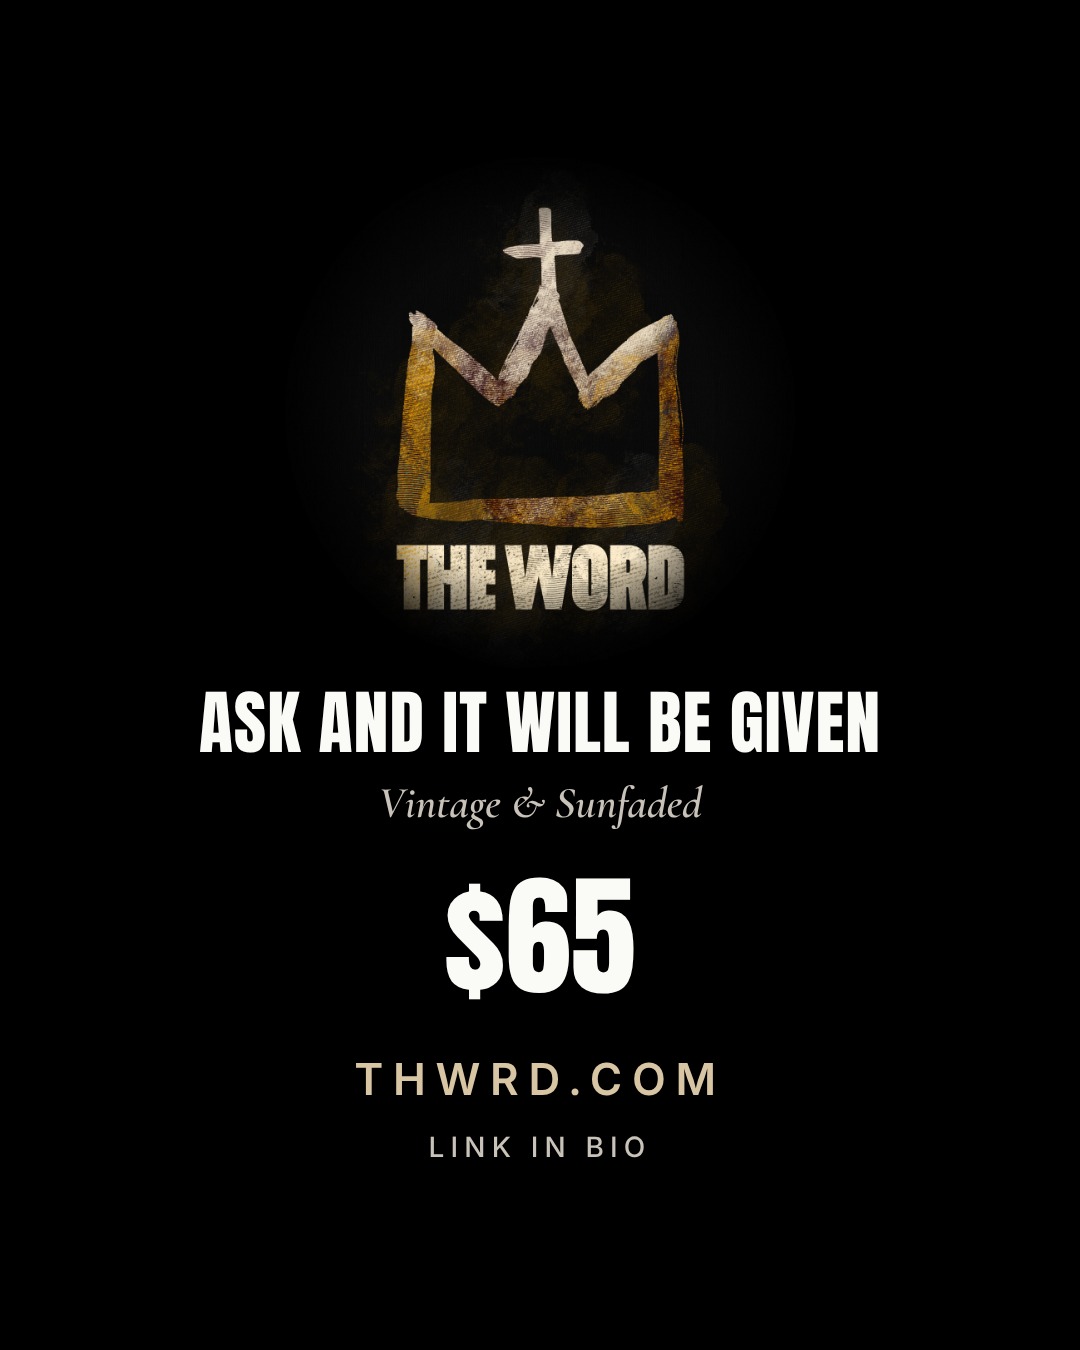 THE WORD
ASK AND IT WILL BE GIVEN
Vintage & Sunfaded
$65
THWRD.COM
LINK IN BIO